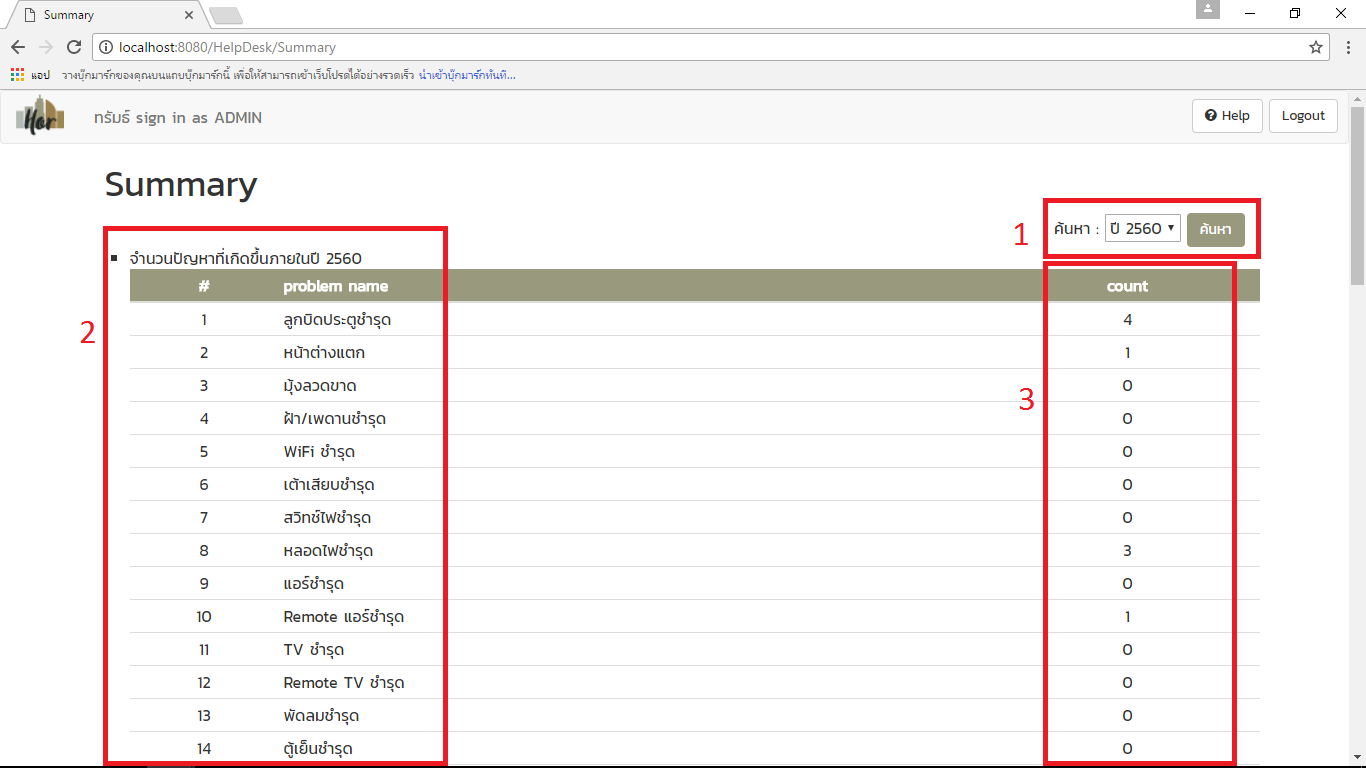 Summary
localhost:8080/HelpDesk/Summary
แอป วางบุ๊กมาร์กของคุณบนแถบบุ๊กมาร์กนี้ เพื่อให้สามารถเข้าเว็บโปรดได้อย่างรวดเร็ว นำเข้าบุ๊กมาร์กทันที...
Hor ทรัมธ์ sign in as ADMIN Help Logout
Summary
1 ค้นหา : ปี 2560 ค้นหา
จำนวนปัญหาที่เกิดขึ้นภายในปี 2560
# problem name count
1 ลูกบิดประตูชำรุด 4
2
2 หน้าต่างแตก 1
3 มุ้งลวดขาด 0
3
4 ฝ้า/เพดานชำรุด 0
5 WiFi ชำรุด 0
6 เต้าเสียบชำรุด 0
7 สวิทช์ไฟชำรุด 0
8 หลอดไฟชำรุด 3
9 แอร์ชำรุด 0
10 Remote แอร์ชำรุด 1
11 TV ชำรุด 0
12 Remote TV ชำรุด 0
13 พัดลมชำรุด 0
14 ตู้เย็นชำรุด 0